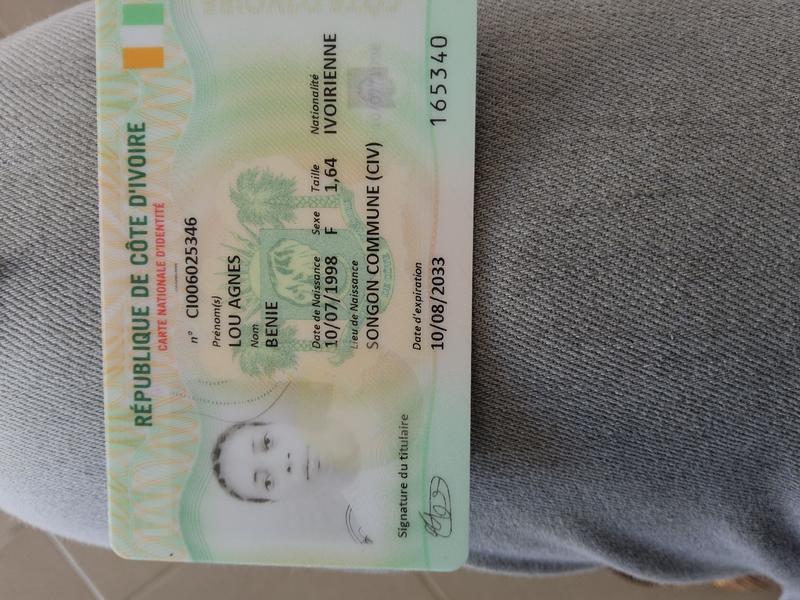 RÉPUBLIQUE DE CÔTE D'IVOIRE
CARTE NATIONALE D'IDENTITÉ
n° CI006025346
Prénom(s)
LOU AGNES
Nom
BENIE
Date de Naissance Sexe Taille Nationalité
10/07/1998 F 1,64 IVOIRIENNE
Lieu de Naissance
SONGON COMMUNE (CIV)
Date d'expiration
10/08/2033
165340
Signature du titulaire